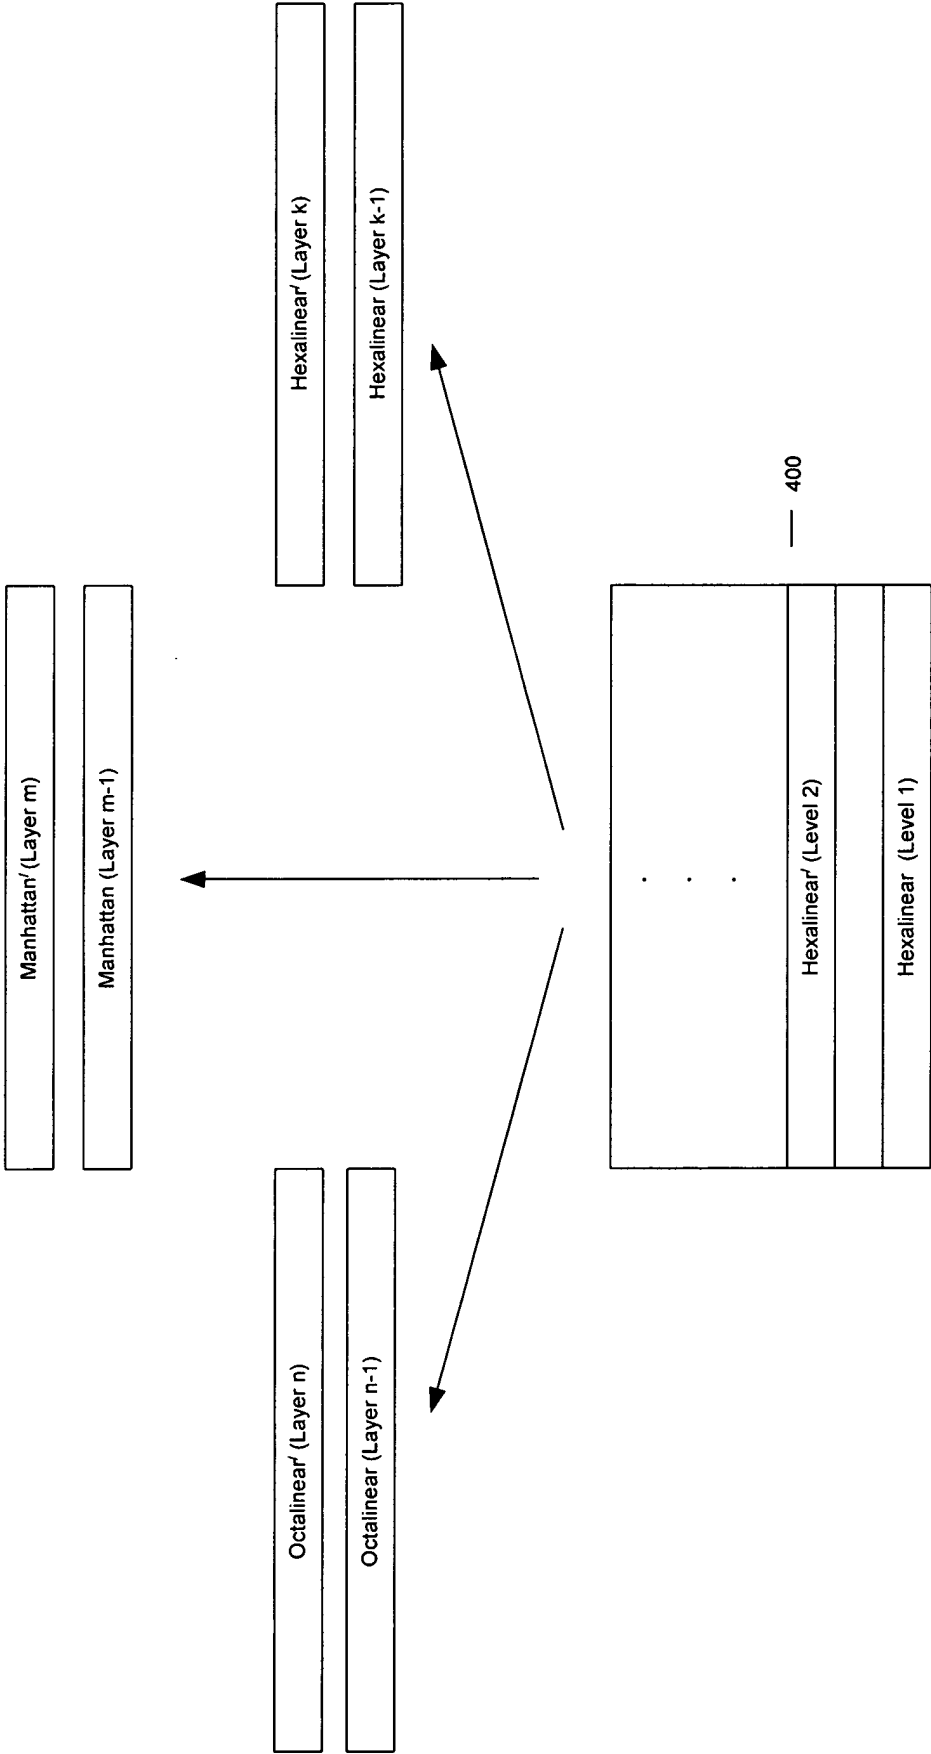 Manhattan′ (Layer m)
Manhattan (Layer m-1)
Octalinear′ (Layer n)
Octalinear (Layer n-1)
Hexalinear′ (Layer k)
Hexalinear (Layer k-1)
400
Hexalinear′ (Level 2)
Hexalinear (Level 1)